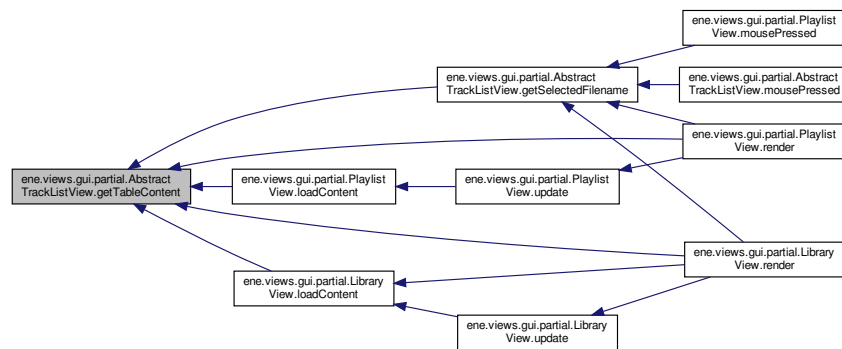 ene.views.gui.partial.Playlist
View.mousePressed
ene.views.gui.partial.Abstract
TrackListView.getSelectedFilename
ene.views.gui.partial.Abstract
TrackListView.mousePressed
ene.views.gui.partial.Playlist
View.render
ene.views.gui.partial.Abstract
TrackListView.getTableContent
ene.views.gui.partial.Playlist
View.loadContent
ene.views.gui.partial.Playlist
View.update
ene.views.gui.partial.Library
View.render
ene.views.gui.partial.Library
View.loadContent
ene.views.gui.partial.Library
View.update